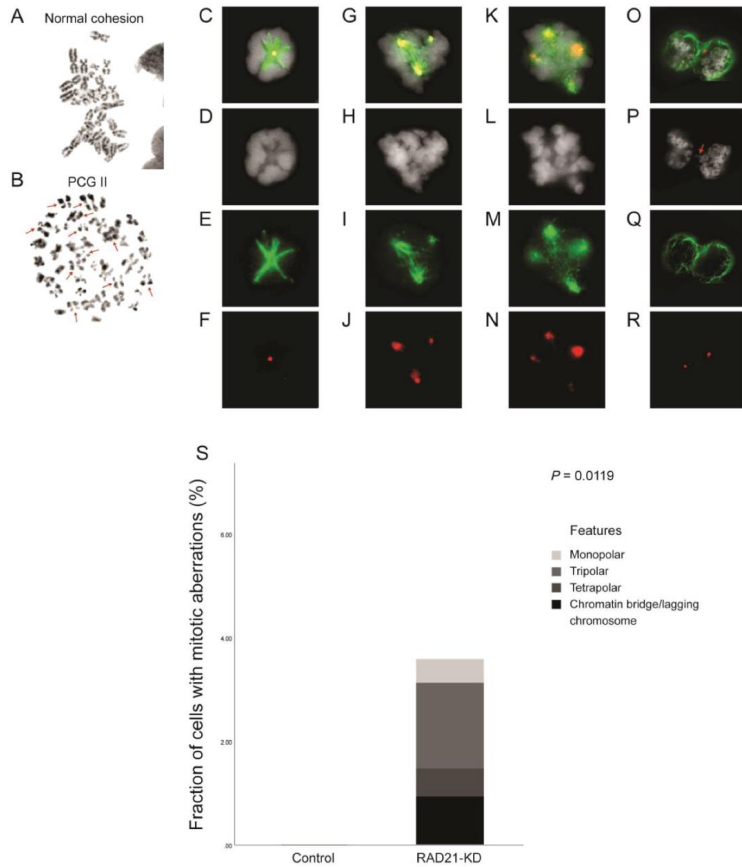 A
Normal cohesion
B
PCG II
C
G
K
O
D
H
L
P
E
I
M
Q
F
J
N
R
S
P = 0.0119
Features
Monopolar
Tripolar
Tetrapolar
Chromatin bridge/lagging
chromosome
Fraction of cells with mitotic aberrations (%)
6.00
4.00
2.00
.00
Control
RAD21-KD